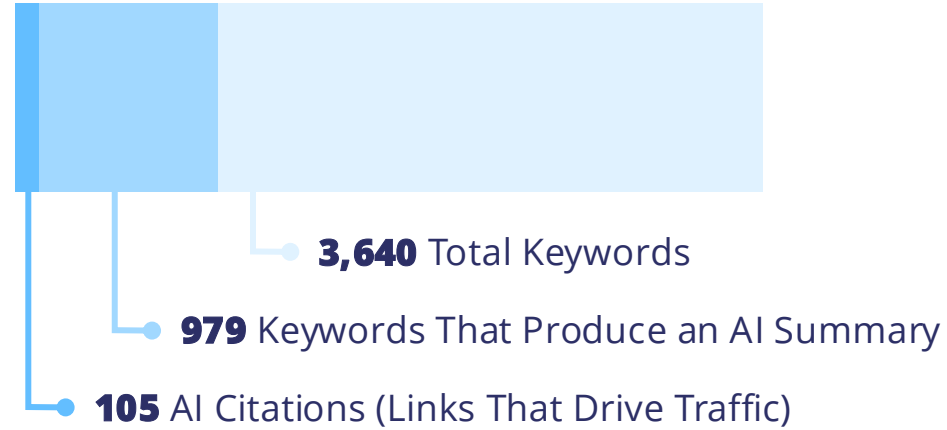 3,640 Total Keywords
979 Keywords That Produce an AI Summary
105 AI Citations (Links That Drive Traffic)